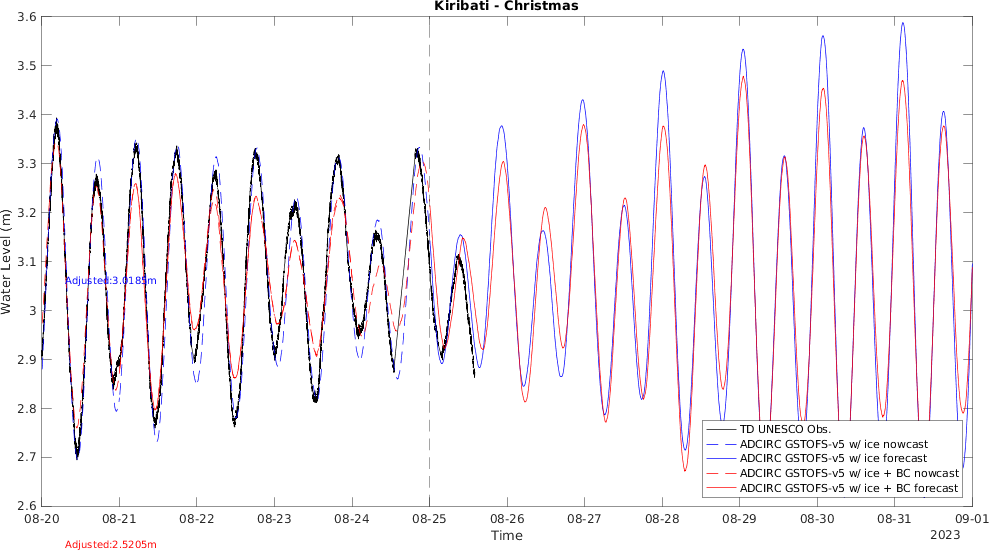 Kiribati - Christmas
3.6
3.5
3.4
3.3
3.2
3.1
3
2.9
2.8
2.7
2.6
Water Level (m)
Adjusted:3.0185m
TD UNESCO Obs.
ADCIRC GSTOFS-v5 w/ ice nowcast
ADCIRC GSTOFS-v5 w/ ice forecast
ADCIRC GSTOFS-v5 w/ ice + BC nowcast
ADCIRC GSTOFS-v5 w/ ice + BC forecast
08-20 08-21 08-22 08-23 08-24 08-25 08-26 08-27 08-28 08-29 08-30 08-31 09-01
Time
2023
Adjusted:2.5205m